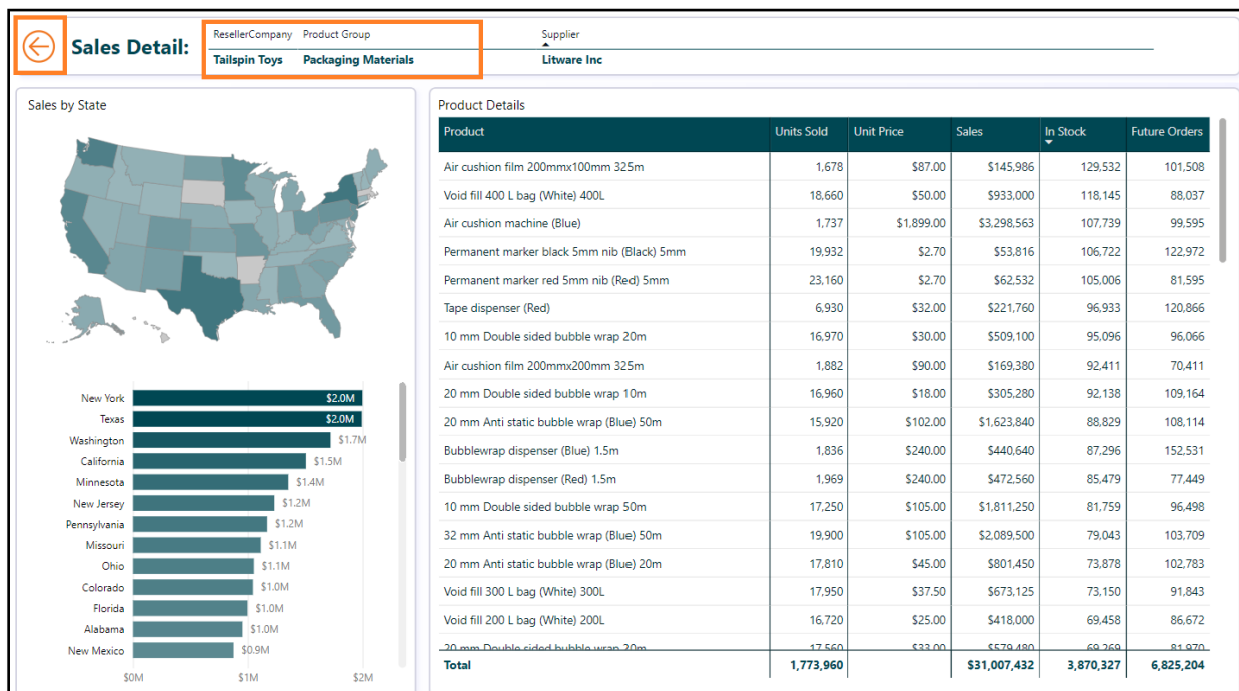 Sales Detail:
ResellerCompany Product Group Supplier
Tailspin Toys Packaging Materials Litware Inc
Sales by State
New York $2.0M
Texas $2.0M
Washington $1.7M
California $1.5M
Minnesota $1.4M
New Jersey $1.2M
Pennsylvania $1.2M
Missouri $1.1M
Ohio $1.1M
Colorado $1.0M
Florida $1.0M
Alabama $1.0M
New Mexico $0.9M
$0M $1M $2M
Product Details
Product Units Sold Unit Price Sales In Stock Future Orders
Air cushion film 200mmx100mm 325m 1,678 $87.00 $145,986 129,532 101,508
Void fill 400 L bag (White) 400L 18,660 $50.00 $933,000 118,145 88,037
Air cushion machine (Blue) 1,737 $1,899.00 $3,298,563 107,739 99,595
Permanent marker black 5mm nib (Black) 5mm 19,932 $2.70 $53,816 106,722 122,972
Permanent marker red 5mm nib (Red) 5mm 23,160 $2.70 $62,532 105,006 81,595
Tape dispenser (Red) 6,930 $32.00 $221,760 96,933 120,866
10 mm Double sided bubble wrap 20m 16,970 $30.00 $509,100 95,096 96,066
Air cushion film 200mmx200mm 325m 1,882 $90.00 $169,380 92,411 70,411
20 mm Double sided bubble wrap 10m 16,960 $18.00 $305,280 92,138 109,164
20 mm Anti static bubble wrap (Blue) 50m 15,920 $102.00 $1,623,840 88,829 108,114
Bubblewrap dispenser (Blue) 1.5m 1,836 $240.00 $440,640 87,296 152,531
Bubblewrap dispenser (Red) 1.5m 1,969 $240.00 $472,560 85,479 77,449
10 mm Double sided bubble wrap 50m 17,250 $105.00 $1,811,250 81,759 96,498
32 mm Anti static bubble wrap (Blue) 50m 19,900 $105.00 $2,089,500 79,043 103,709
20 mm Anti static bubble wrap (Blue) 20m 17,810 $45.00 $801,450 73,878 102,783
Void fill 300 L bag (White) 300L 17,950 $37.50 $673,125 73,150 91,843
Void fill 200 L bag (White) 200L 16,720 $25.00 $418,000 69,458 86,672
20 mm Double sided bubble wrap 20m 17,560 $33.00 $579,480 69,269 81,970
Total 1,773,960 $31,007,432 3,870,327 6,825,204